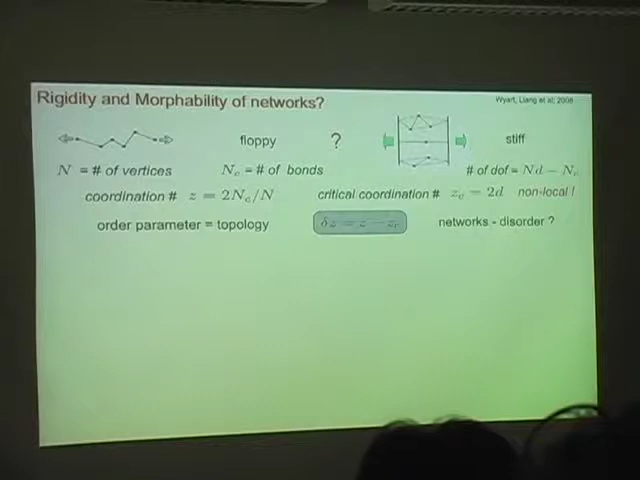 Rigidity and Morphability of networks?
Wyart, Liang et al; 2008
floppy ? stiff
N = # of vertices N_c = # of bonds # of dof = Nd − N_c
coordination # z = 2N_c/N critical coordination # z_c = 2d non-local !
order parameter = topology δz = z − z_c networks - disorder ?